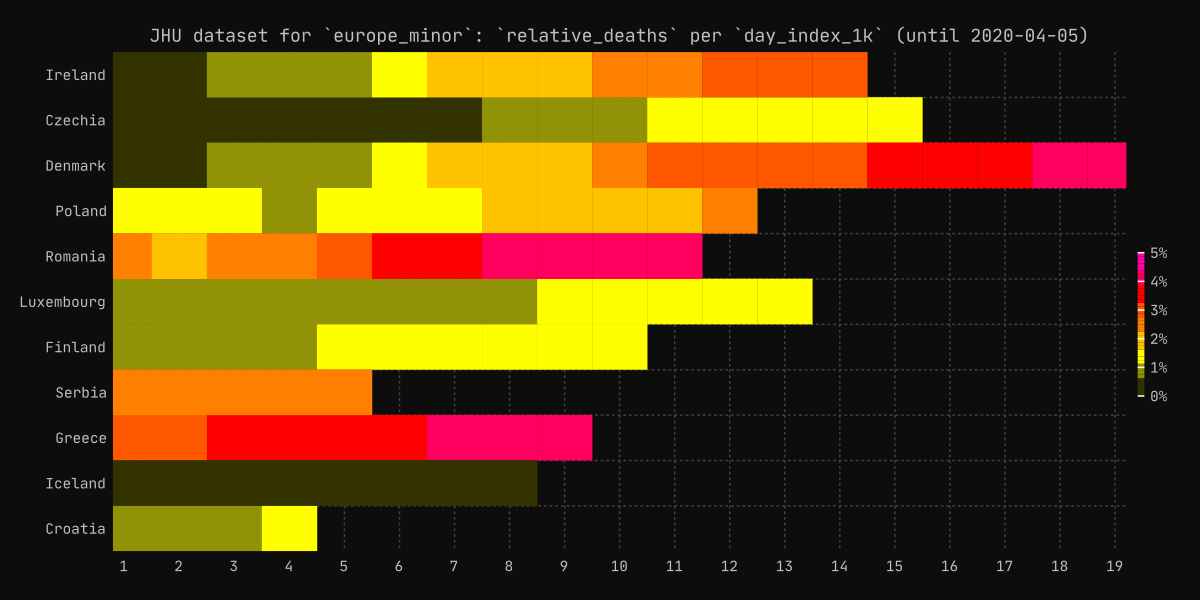 JHU dataset for `europe_minor`: `relative_deaths` per `day_index_1k` (until 2020-04-05)
Ireland
Czechia
Denmark
Poland
Romania
Luxembourg
Finland
Serbia
Greece
Iceland
Croatia
5%
4%
3%
2%
1%
0%
1 2 3 4 5 6 7 8 9 10 11 12 13 14 15 16 17 18 19